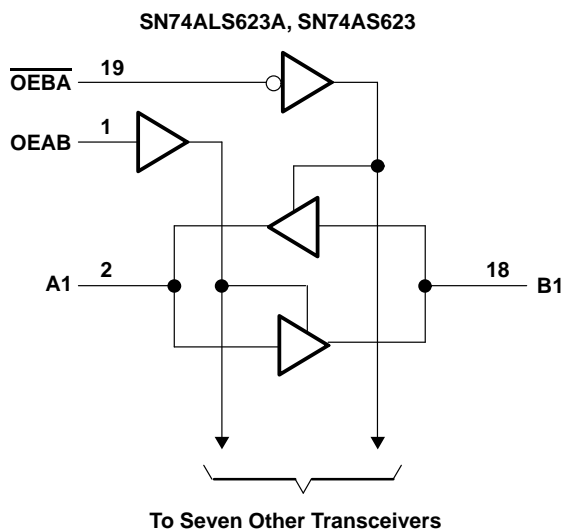 SN74ALS623A, SN74AS623
OEBA 19
OEAB 1
A1 2
18 B1
To Seven Other Transceivers